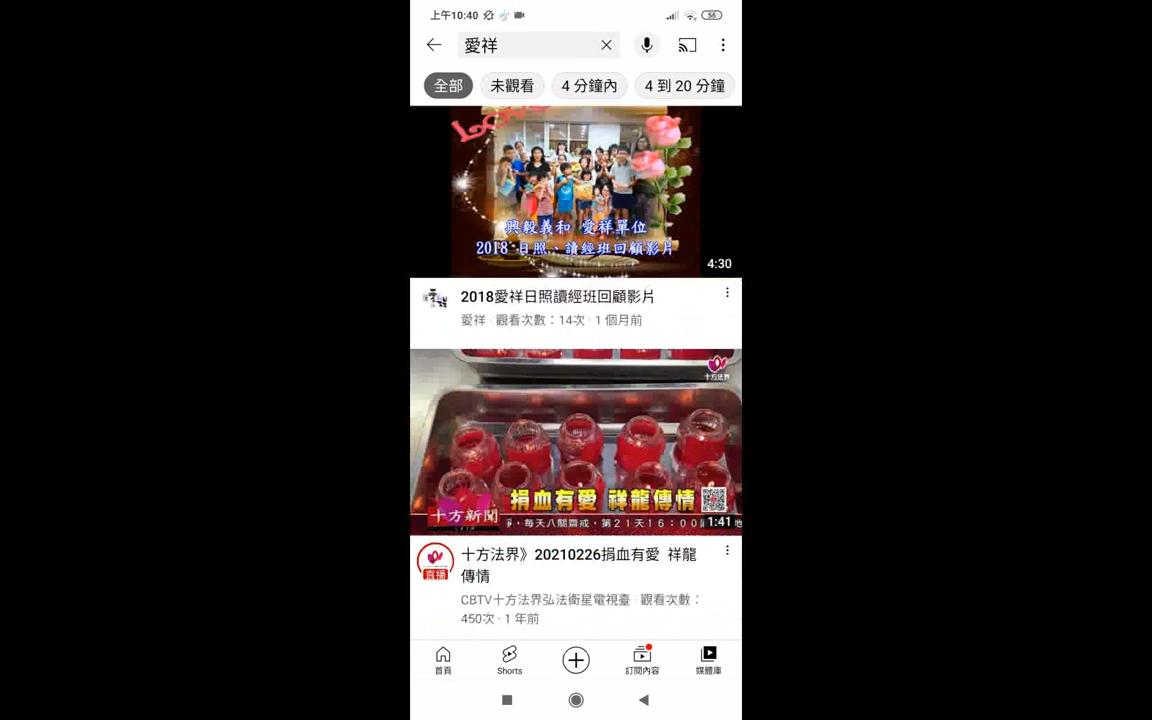 上午10:40
56
愛祥
全部
未觀看
4 分鐘內
4 到 20 分鐘
興毅義和 愛祥單位
2018 日照、讀經班回顧影片
4:30
2018愛祥日照讀經班回顧影片
愛祥 · 觀看次數：14次 · 1 個月前
十方法界
捐血有愛 祥龍傳情
十方新聞
，每天八關齋戒，第21天16：00
1:41
十方法界》20210226捐血有愛 祥龍
傳情
直播
CBTV十方法界弘法衛星電視臺 · 觀看次數：
450次 · 1 年前
首頁
Shorts
訂閱內容
媒體庫